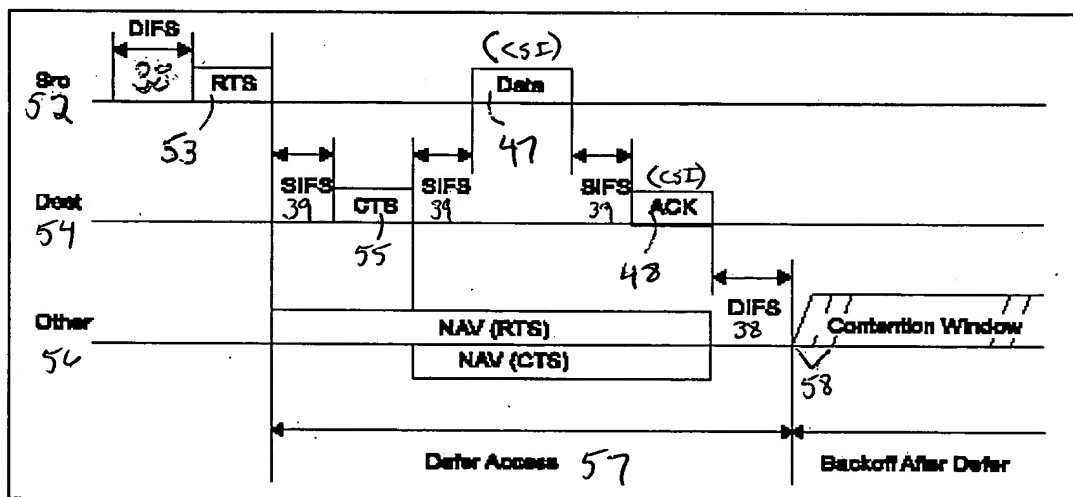 DIFS
38
Src
52
RTS
53
(CSI)
Data
47
SIFS
39
CTS
55
SIFS
39
SIFS
39
(CSI)
ACK
48
Dest
54
Other
56
NAV (RTS)
NAV (CTS)
DIFS
38
Contention Window
58
Defer Access 57
Backoff After Defer